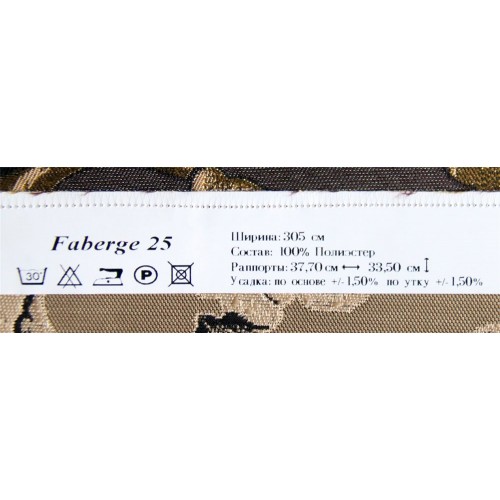 Faberge 25
30°
P
Ширина: 305 см
Состав: 100% Полиэстер
Раппорты: 37,70 см ⟷ 33,50 см ↕
Усадка: по основе +/-1,50% по утку +/-1,50%